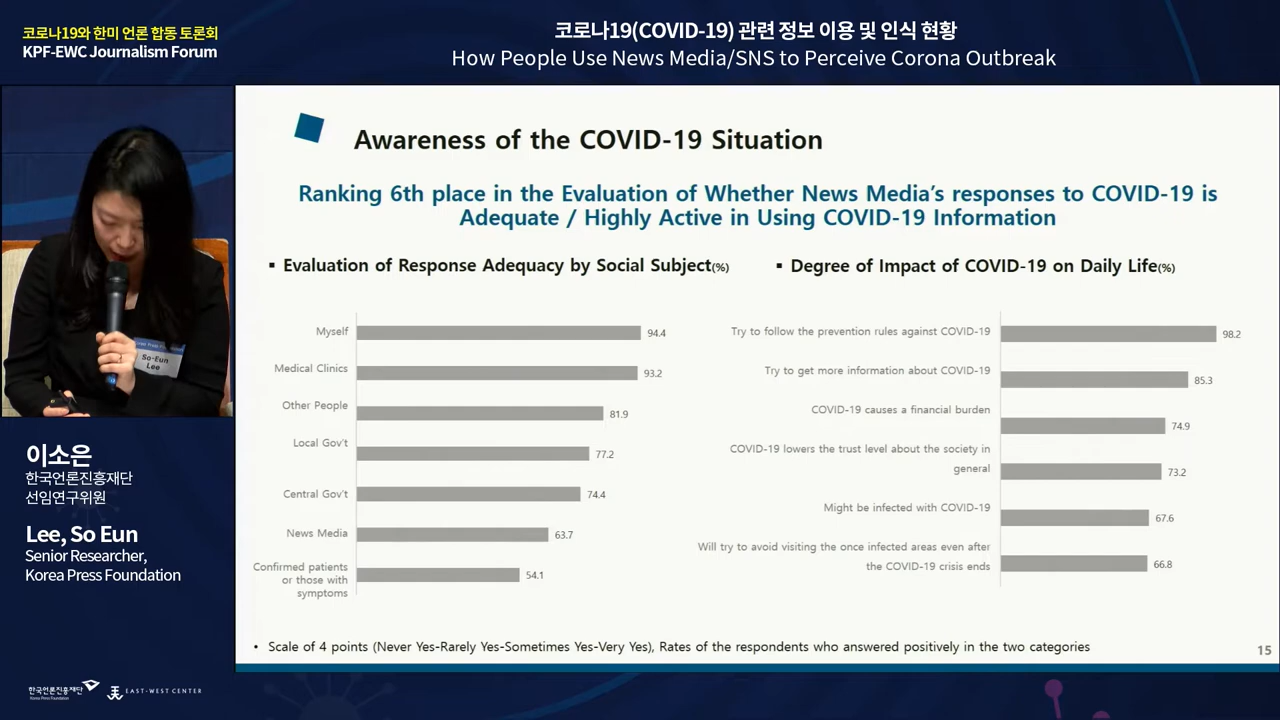 코로나19와 한미 언론 합동 토론회
KPF-EWC Journalism Forum
코로나19(COVID-19) 관련 정보 이용 및 인식 현황
How People Use News Media/SNS to Perceive Corona Outbreak
Awareness of the COVID-19 Situation
Ranking 6th place in the Evaluation of Whether News Media's responses to COVID-19 is
Adequate / Highly Active in Using COVID-19 Information
▪ Evaluation of Response Adequacy by Social Subject(%)
Myself 94.4
Medical Clinics 93.2
Other People 81.9
Local Gov't 77.2
Central Gov't 74.4
News Media 63.7
Confirmed patients
or those with
symptoms 54.1
▪ Degree of Impact of COVID-19 on Daily Life(%)
Try to follow the prevention rules against COVID-19 98.2
Try to get more information about COVID-19 85.3
COVID-19 causes a financial burden 74.9
COVID-19 lowers the trust level about the society in
general 73.2
Might be infected with COVID-19 67.6
Will try to avoid visiting the once infected areas even after
the COVID-19 crisis ends 66.8
• Scale of 4 points (Never Yes-Rarely Yes-Sometimes Yes-Very Yes), Rates of the respondents who answered positively in the two categories
15
So-Eun
Lee
이소은
한국언론진흥재단
선임연구위원
Lee, So Eun
Senior Researcher,
Korea Press Foundation
한국언론진흥재단
Korea Press Foundation
EAST-WEST CENTER